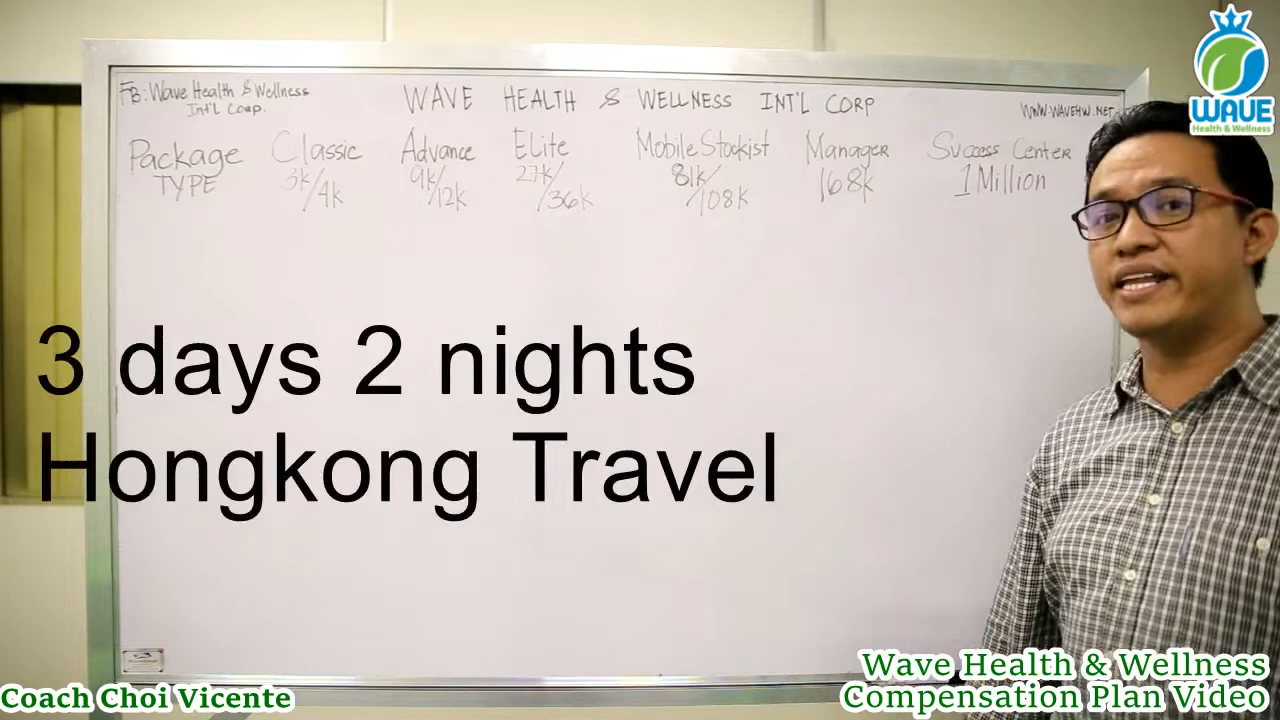 FB: Wave Health & Wellness
Int'l Corp.
WAVE HEALTH & WELLNESS INT'L CORP
WWW.WAVEHW.NET
WAVE
Health & Wellness
Package TYPE
Classic 3k/4k
Advance 9k/12k
Elite 27k/36k
Mobile Stockist 81k/108k
Manager 168k
Success Center 1 Million
3 days 2 nights
Hongkong Travel
Coach Choi Vicente
Wave Health & Wellness
Compensation Plan Video